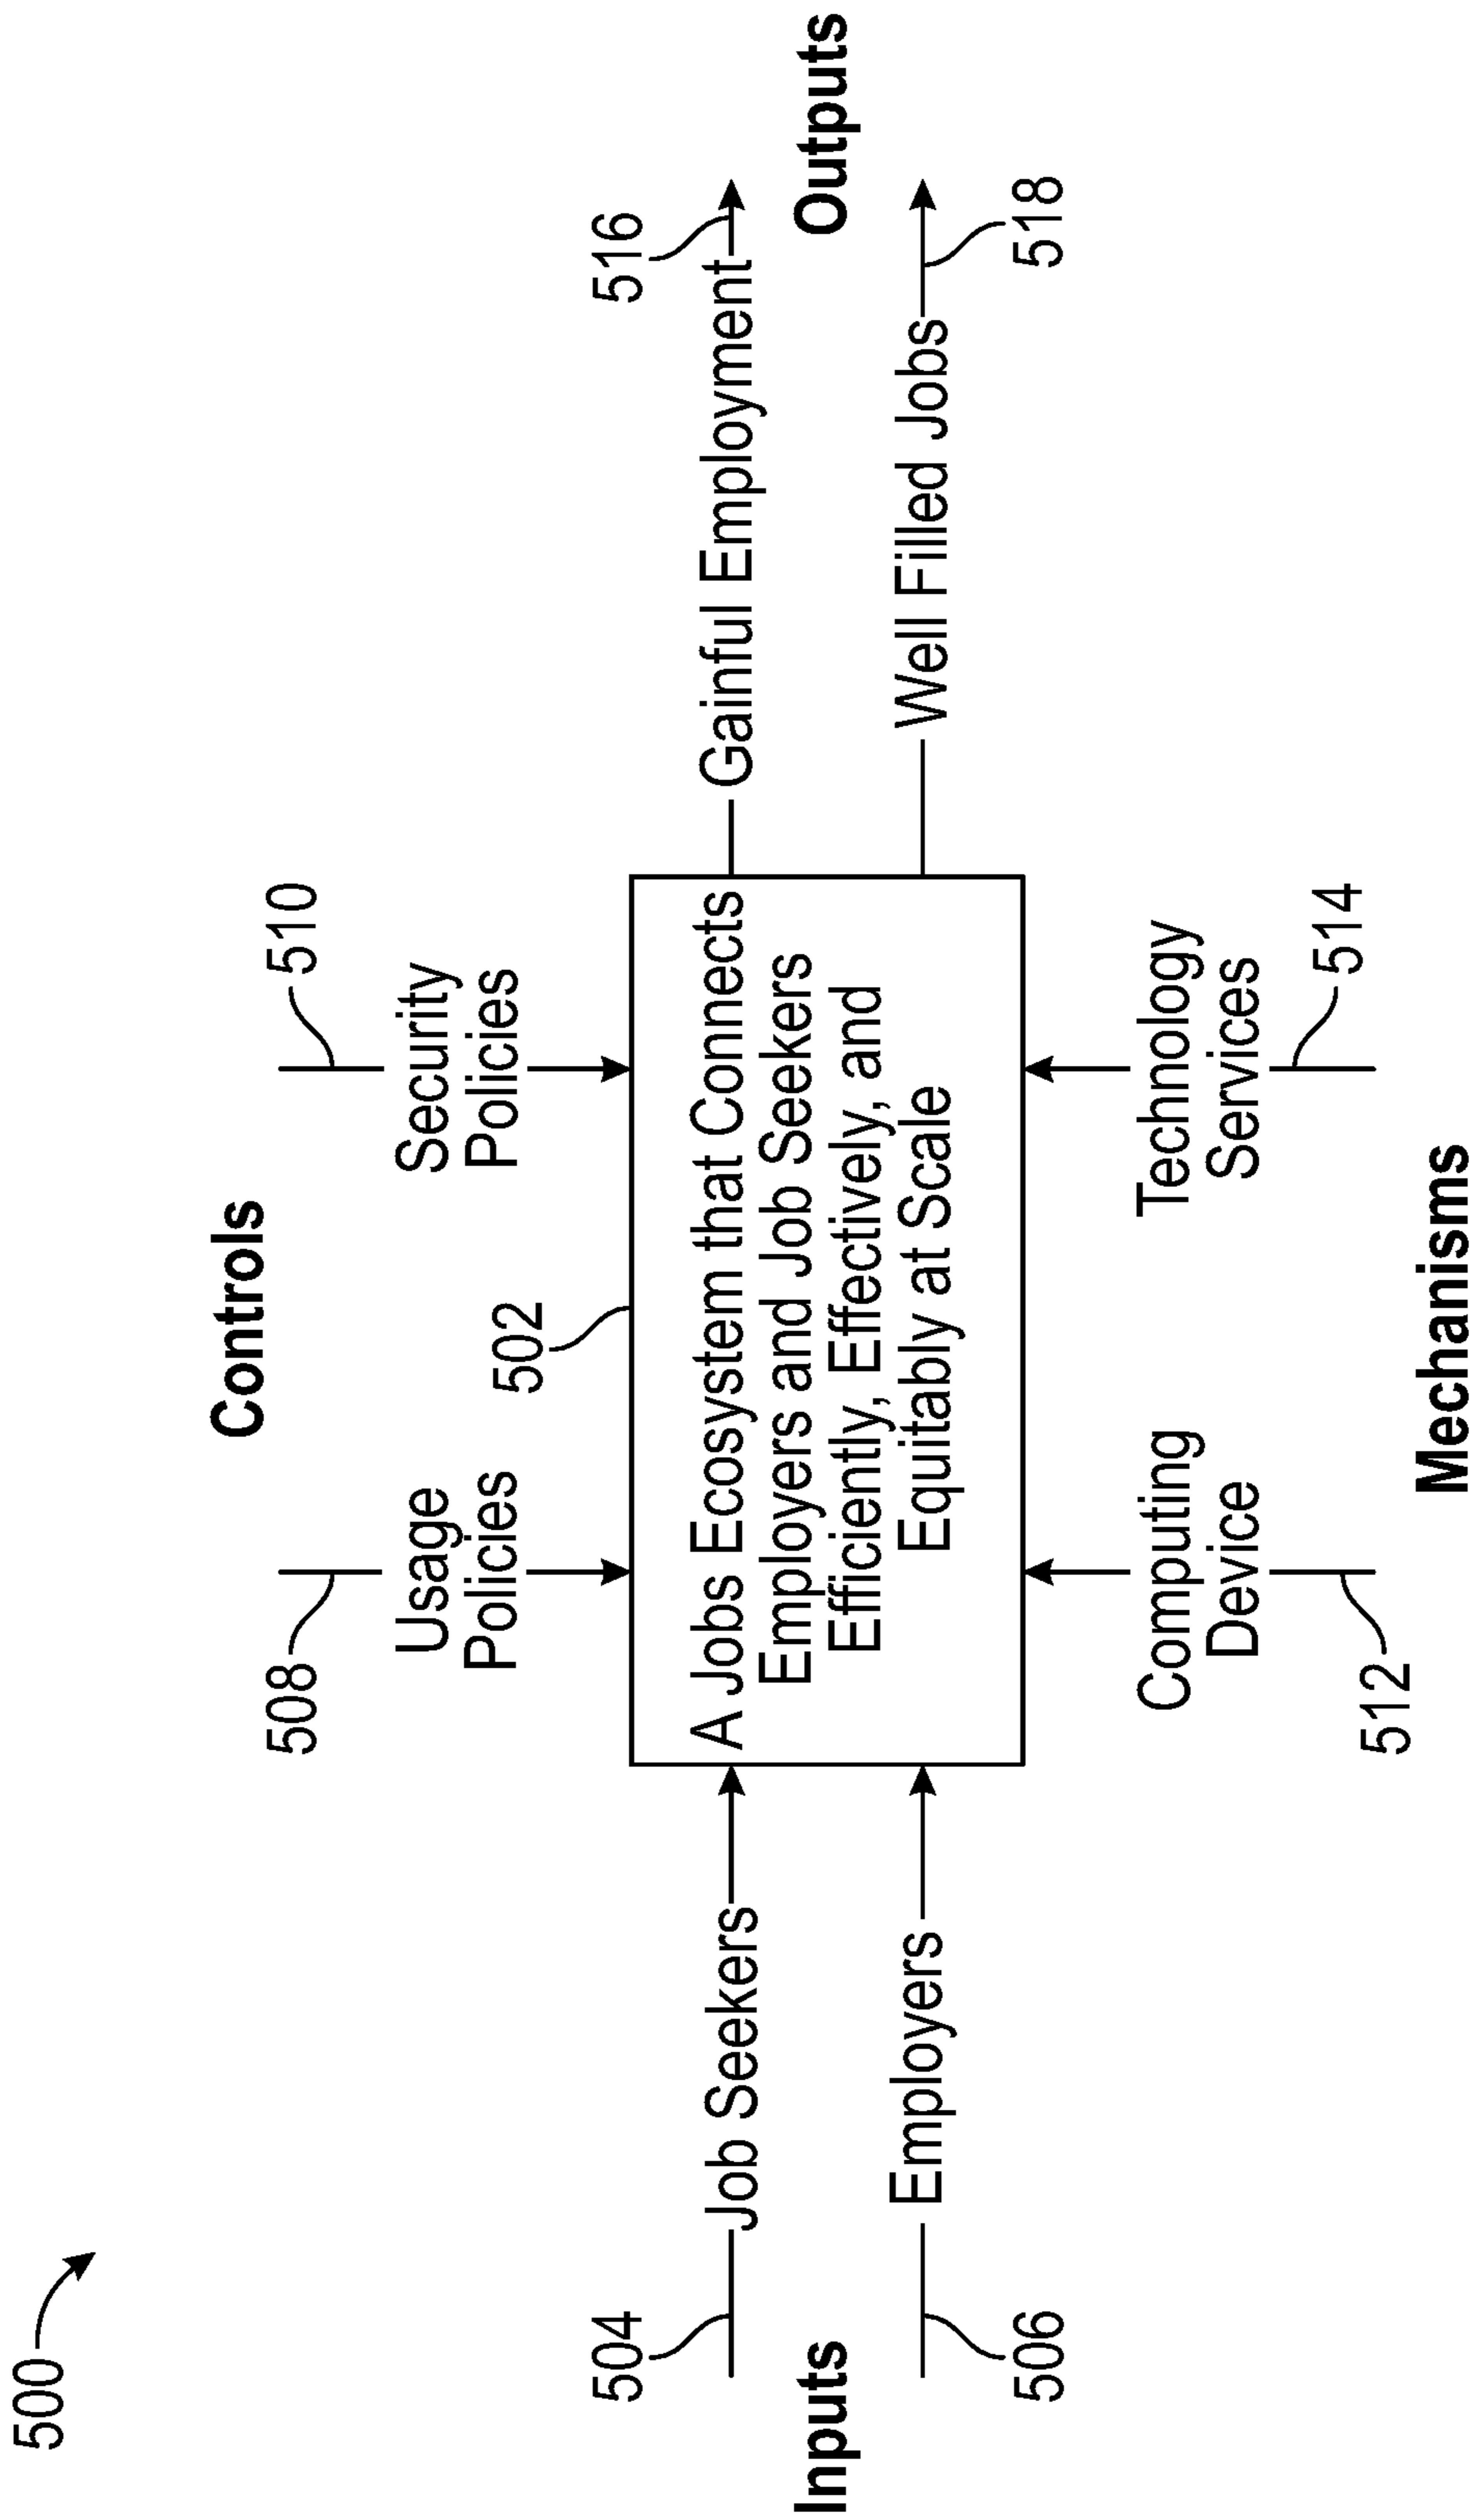 500
Controls
508
510
Usage
Policies
Security
Policies
502
Inputs
504
Job Seekers
506
Employers
A Jobs Ecosystem that Connects
Employers and Job Seekers
Efficiently, Effectively, and
Equitably at Scale
Gainful Employment
516
Well Filled Jobs
518
Outputs
Computing
Device
Technology
Services
512
514
Mechanisms